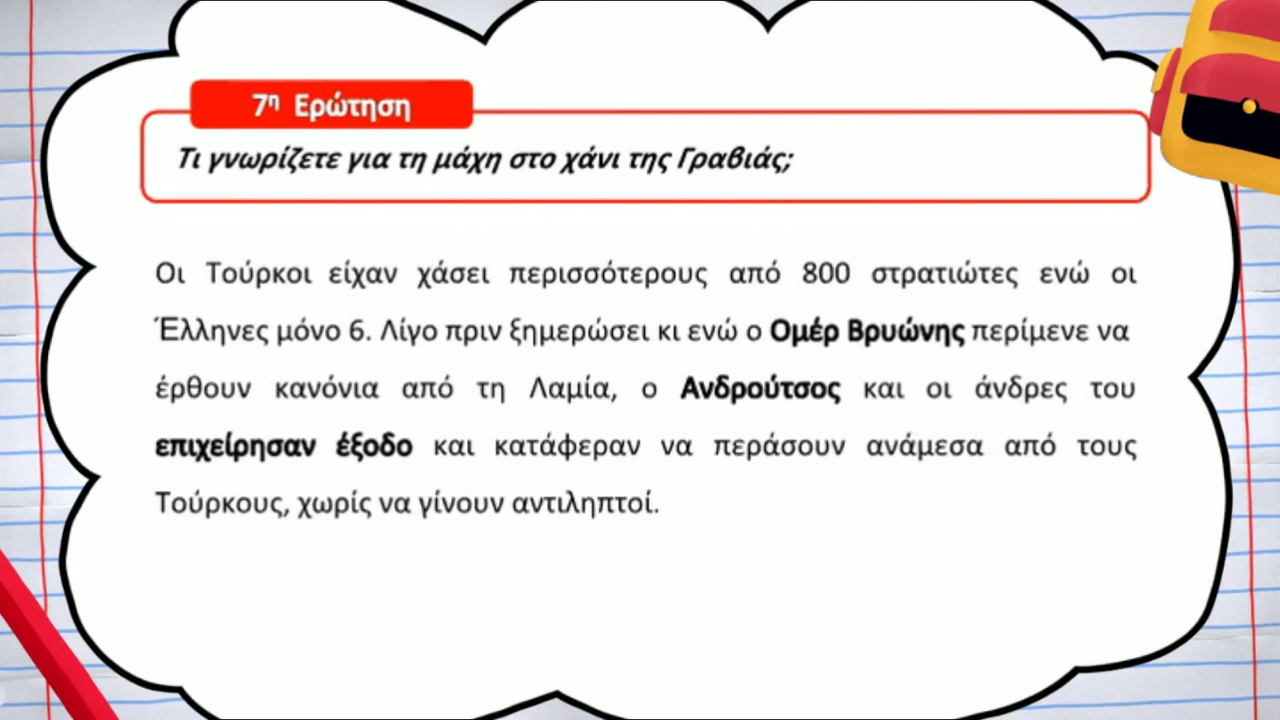 7η Ερώτηση
Τι γνωρίζετε για τη μάχη στο χάνι της Γραβιάς;
Οι Τούρκοι είχαν χάσει περισσότερους από 800 στρατιώτες ενώ οι
Έλληνες μόνο 6. Λίγο πριν ξημερώσει κι ενώ ο Ομέρ Βρυώνης περίμενε να
έρθουν κανόνια από τη Λαμία, ο Ανδρούτσος και οι άνδρες του
επιχείρησαν έξοδο και κατάφεραν να περάσουν ανάμεσα από τους
Τούρκους, χωρίς να γίνουν αντιληπτοί.